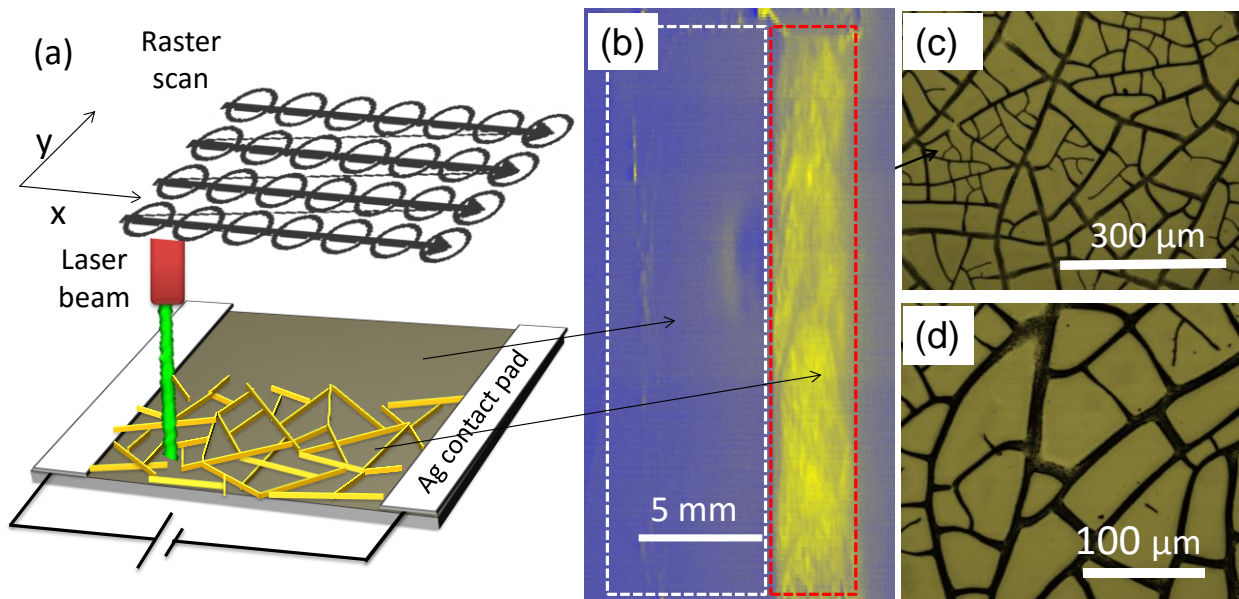 (a)
Raster
scan
y
x
Laser
beam
Ag contact pad
(b)
5 mm
(c)
300 µm
(d)
100 µm